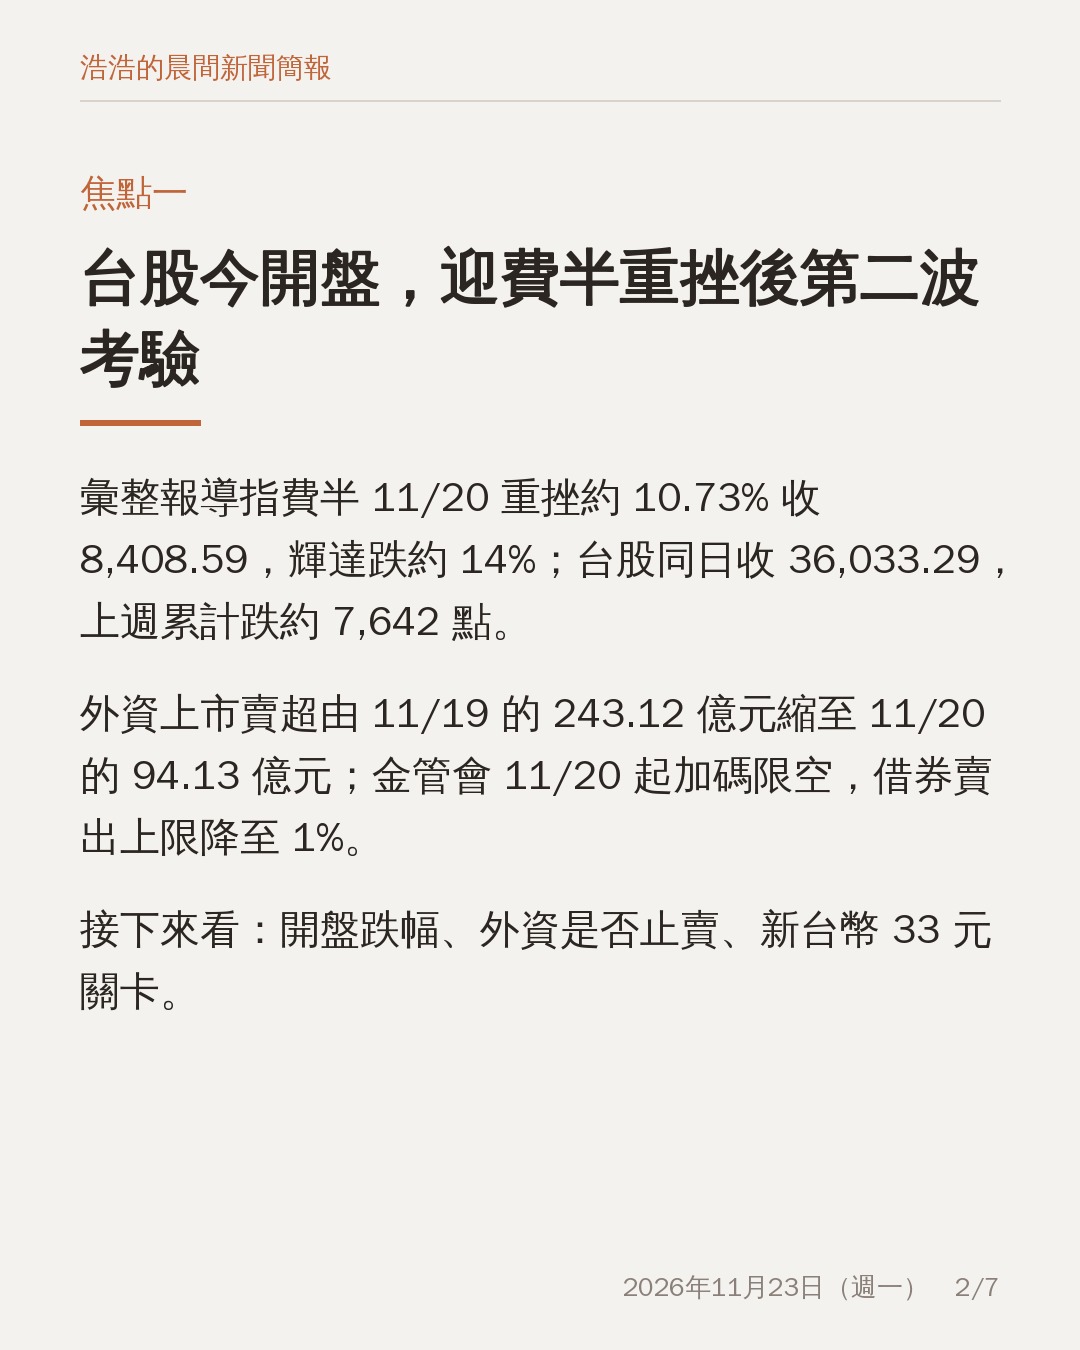 浩浩的晨間新聞簡報
焦點一
台股今開盤，迎費半重挫後第二波
考驗
彙整報導指費半 11/20 重挫約 10.73% 收
8,408.59，輝達跌約 14%；台股同日收 36,033.29，
上週累計跌約 7,642 點。
外資上市賣超由 11/19 的 243.12 億元縮至 11/20
的 94.13 億元；金管會 11/20 起加碼限空，借券賣
出上限降至 1%。
接下來看：開盤跌幅、外資是否止賣、新台幣 33 元
關卡。
2026年11月23日（週一） 2/7